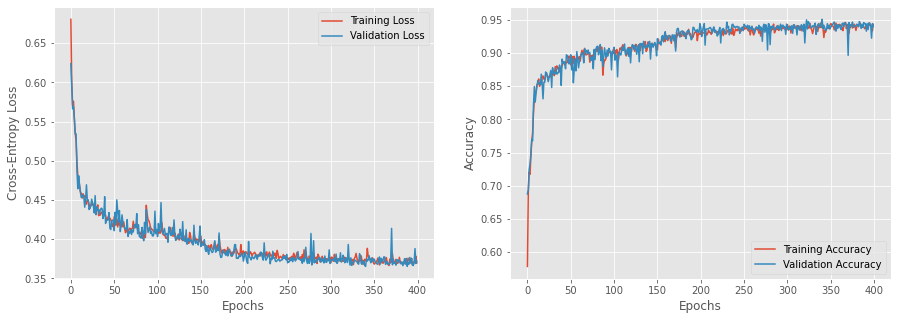 Training Loss
Validation Loss
0.65
0.60
0.55
0.50
0.45
0.40
0.35
Cross-Entropy Loss
0 50 100 150 200 250 300 350 400
Epochs
0.95
0.90
0.85
0.80
0.75
0.70
0.65
0.60
Accuracy
Training Accuracy
Validation Accuracy
0 50 100 150 200 250 300 350 400
Epochs